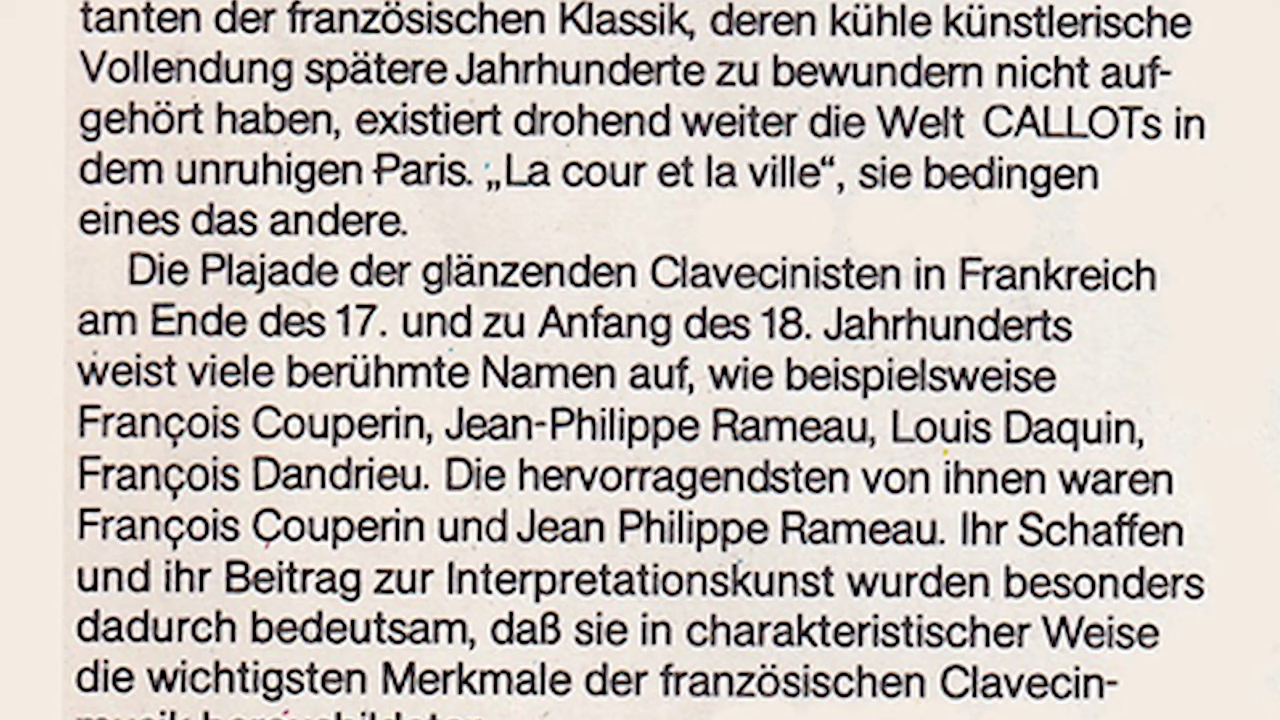 tanten der französischen Klassik, deren kühle künstlerische
Vollendung spätere Jahrhunderte zu bewundern nicht auf-
gehört haben, existiert drohend weiter die Welt CALLOTs in
dem unruhigen Paris. „La cour et la ville“, sie bedingen
eines das andere.
Die Plajade der glänzenden Clavecinisten in Frankreich
am Ende des 17. und zu Anfang des 18. Jahrhunderts
weist viele berühmte Namen auf, wie beispielsweise
François Couperin, Jean-Philippe Rameau, Louis Daquin,
François Dandrieu. Die hervorragendsten von ihnen waren
François Couperin und Jean Philippe Rameau. Ihr Schaffen
und ihr Beitrag zur Interpretationskunst wurden besonders
dadurch bedeutsam, daß sie in charakteristischer Weise
die wichtigsten Merkmale der französischen Clavecin-